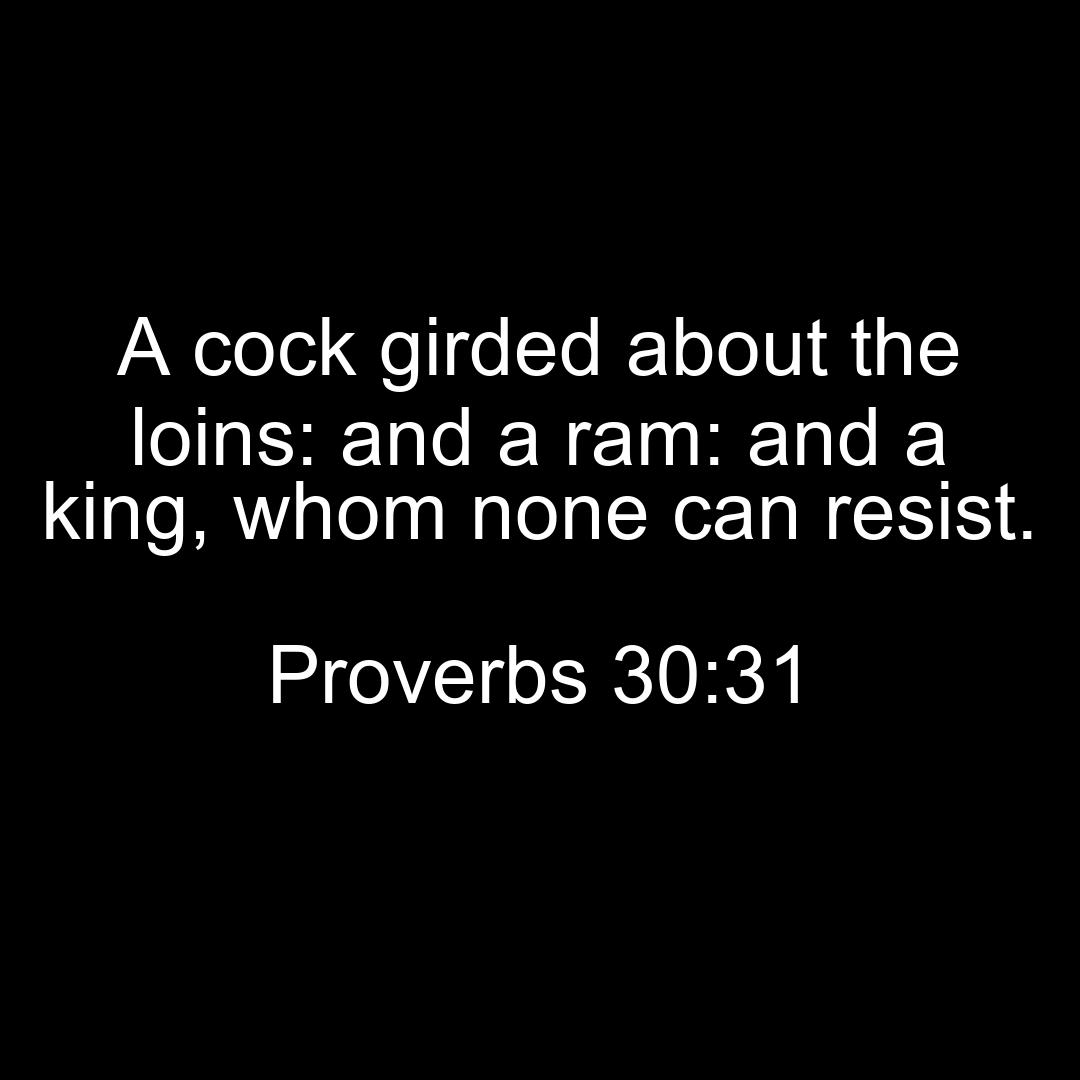 A cock girded about the
loins: and a ram: and a
king, whom none can resist.
Proverbs 30:31